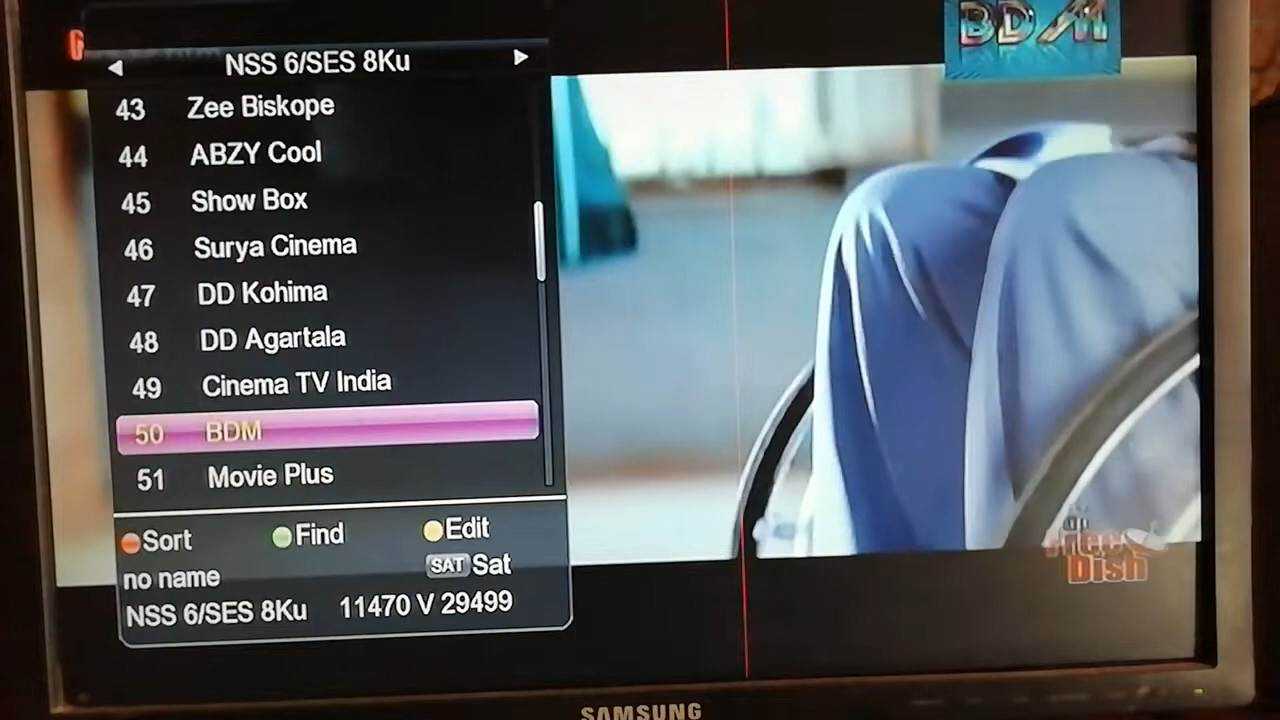 BDM
NSS 6/SES 8Ku
43 Zee Biskope
44 ABZY Cool
45 Show Box
46 Surya Cinema
47 DD Kohima
48 DD Agartala
49 Cinema TV India
50 BDM
51 Movie Plus
Sort Find Edit
no name SAT Sat
NSS 6/SES 8Ku 11470 V 29499
Free
Dish
SAMSUNG